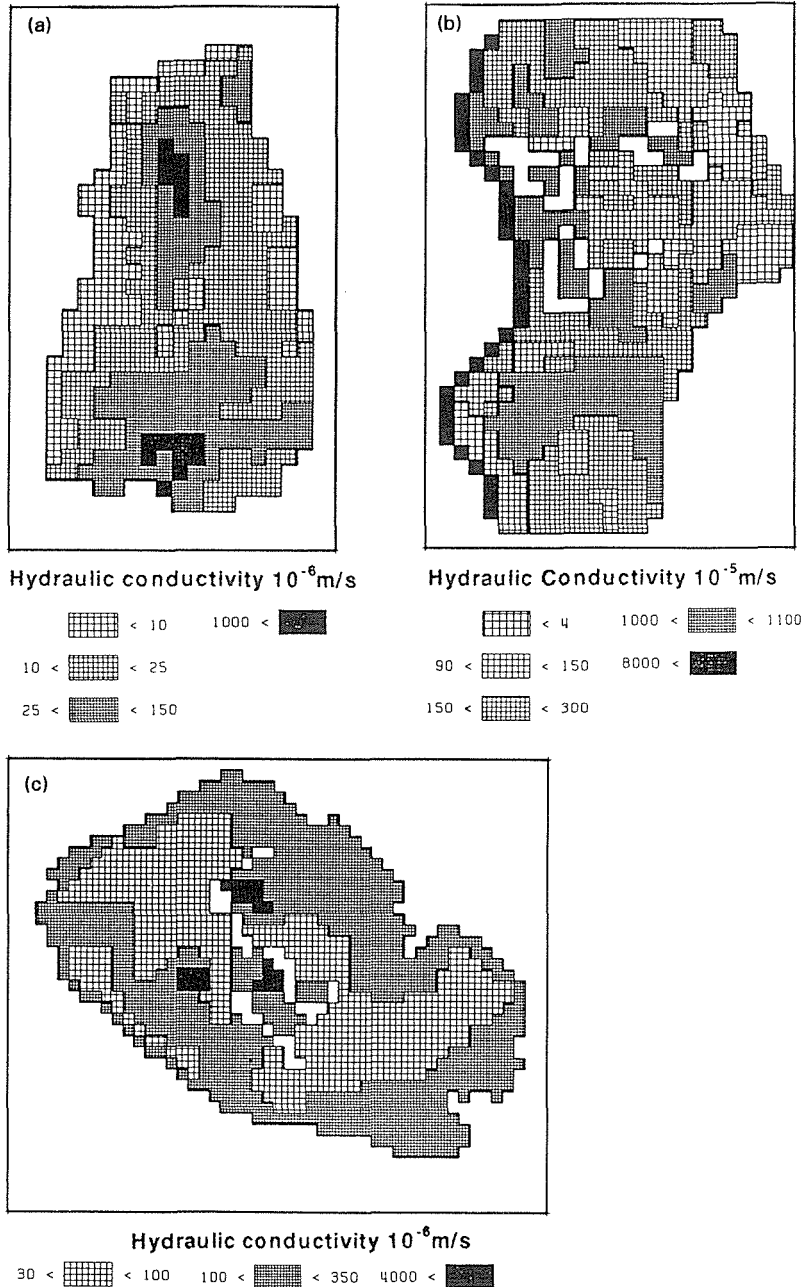 (a)
(b)
Hydraulic conductivity 10⁻⁶m/s
< 10 1000 <
10 < < 25
25 < < 150
Hydraulic Conductivity 10⁻⁵m/s
< 4 1000 < < 1100
90 < < 150 8000 <
150 < < 300
(c)
Hydraulic conductivity 10⁻⁶m/s
30 < < 100 100 < < 350 4000 <